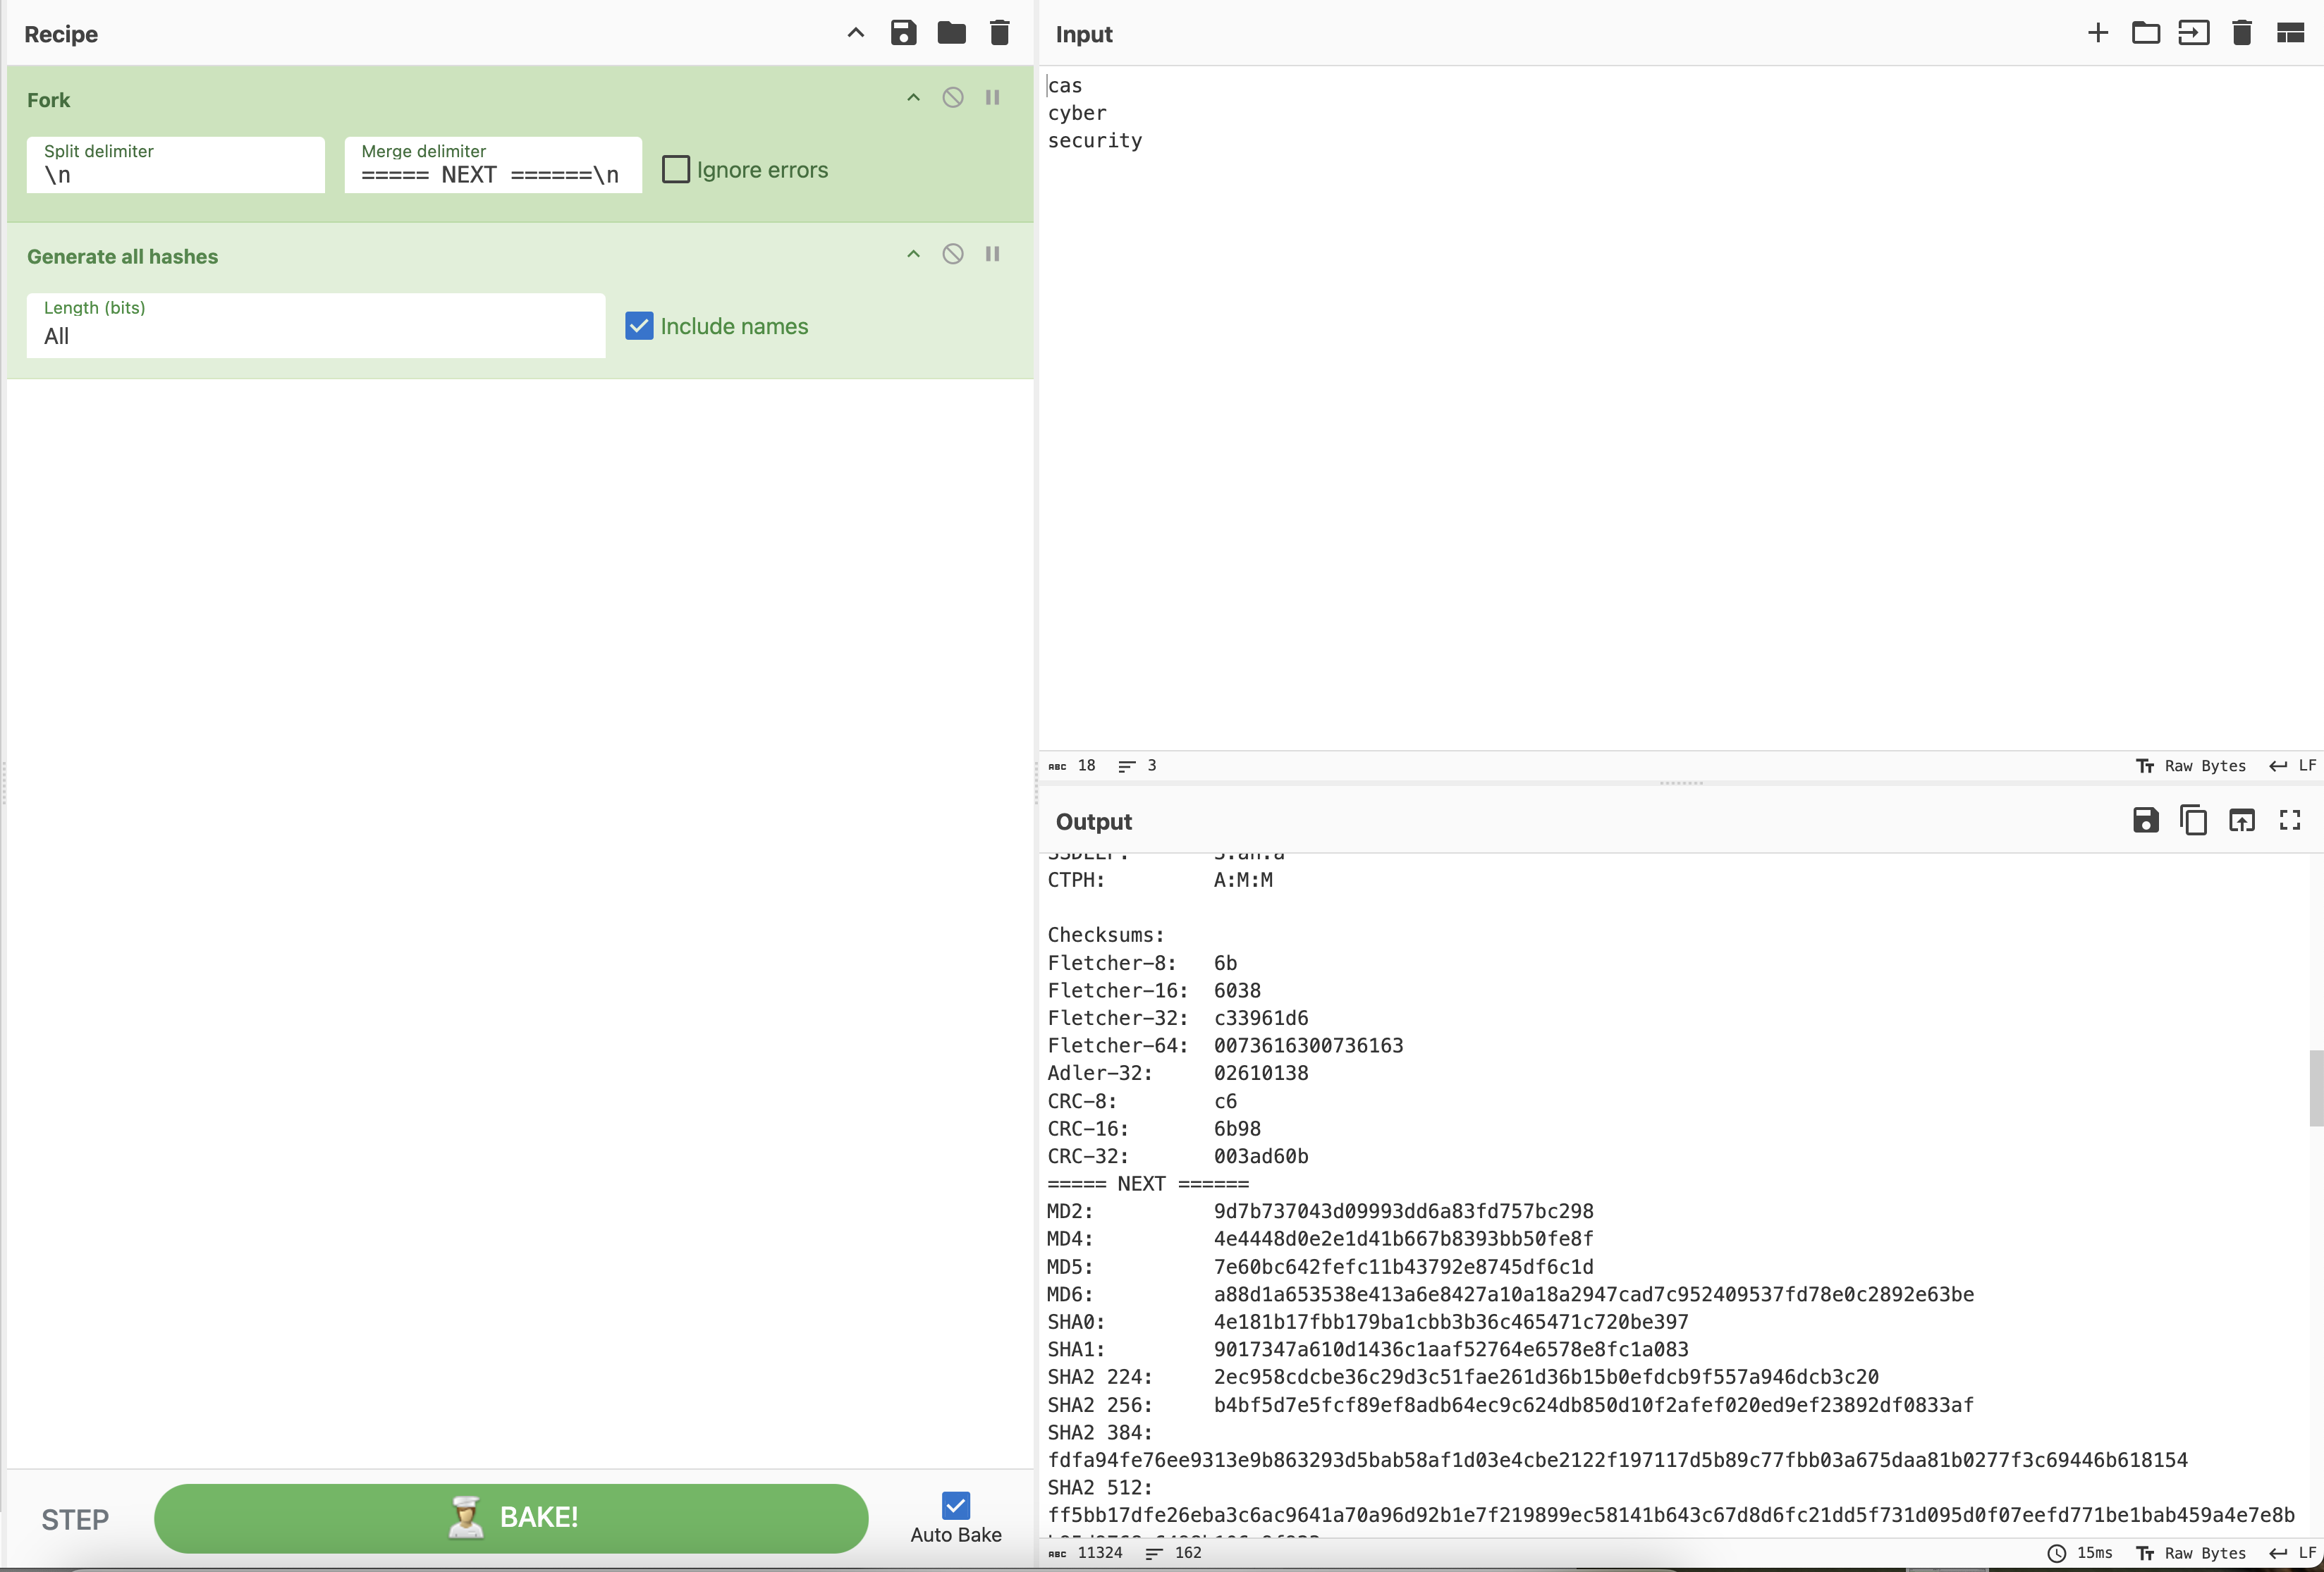 Recipe
Fork
Split delimiter
\n
Merge delimiter
===== NEXT ======\n
Ignore errors
Generate all hashes
Length (bits)
All
Include names
STEP
BAKE!
Auto Bake
Input
cas
cyber
security
ABC 18 3
Raw Bytes LF
Output
CTPH: A:M:M
Checksums:
Fletcher-8: 6b
Fletcher-16: 6038
Fletcher-32: c33961d6
Fletcher-64: 0073616300736163
Adler-32: 02610138
CRC-8: c6
CRC-16: 6b98
CRC-32: 003ad60b
===== NEXT ======
MD2: 9d7b737043d09993dd6a83fd757bc298
MD4: 4e4448d0e2e1d41b667b8393bb50fe8f
MD5: 7e60bc642fefc11b43792e8745df6c1d
MD6: a88d1a653538e413a6e8427a10a18a2947cad7c952409537fd78e0c2892e63be
SHA0: 4e181b17fbb179ba1cbb3b36c465471c720be397
SHA1: 9017347a610d1436c1aaf52764e6578e8fc1a083
SHA2 224: 2ec958cdcbe36c29d3c51fae261d36b15b0efdcb9f557a946dcb3c20
SHA2 256: b4bf5d7e5fcf89ef8adb64ec9c624db850d10f2afef020ed9ef23892df0833af
SHA2 384:
fdfa94fe76ee9313e9b863293d5bab58af1d03e4cbe2122f197117d5b89c77fbb03a675daa81b0277f3c69446b618154
SHA2 512:
ff5bb17dfe26eba3c6ac9641a70a96d92b1e7f219899ec58141b643c67d8d6fc21dd5f731d095d0f07eefd771be1bab459a4e7e8b
ABC 11324 162
15ms Raw Bytes LF